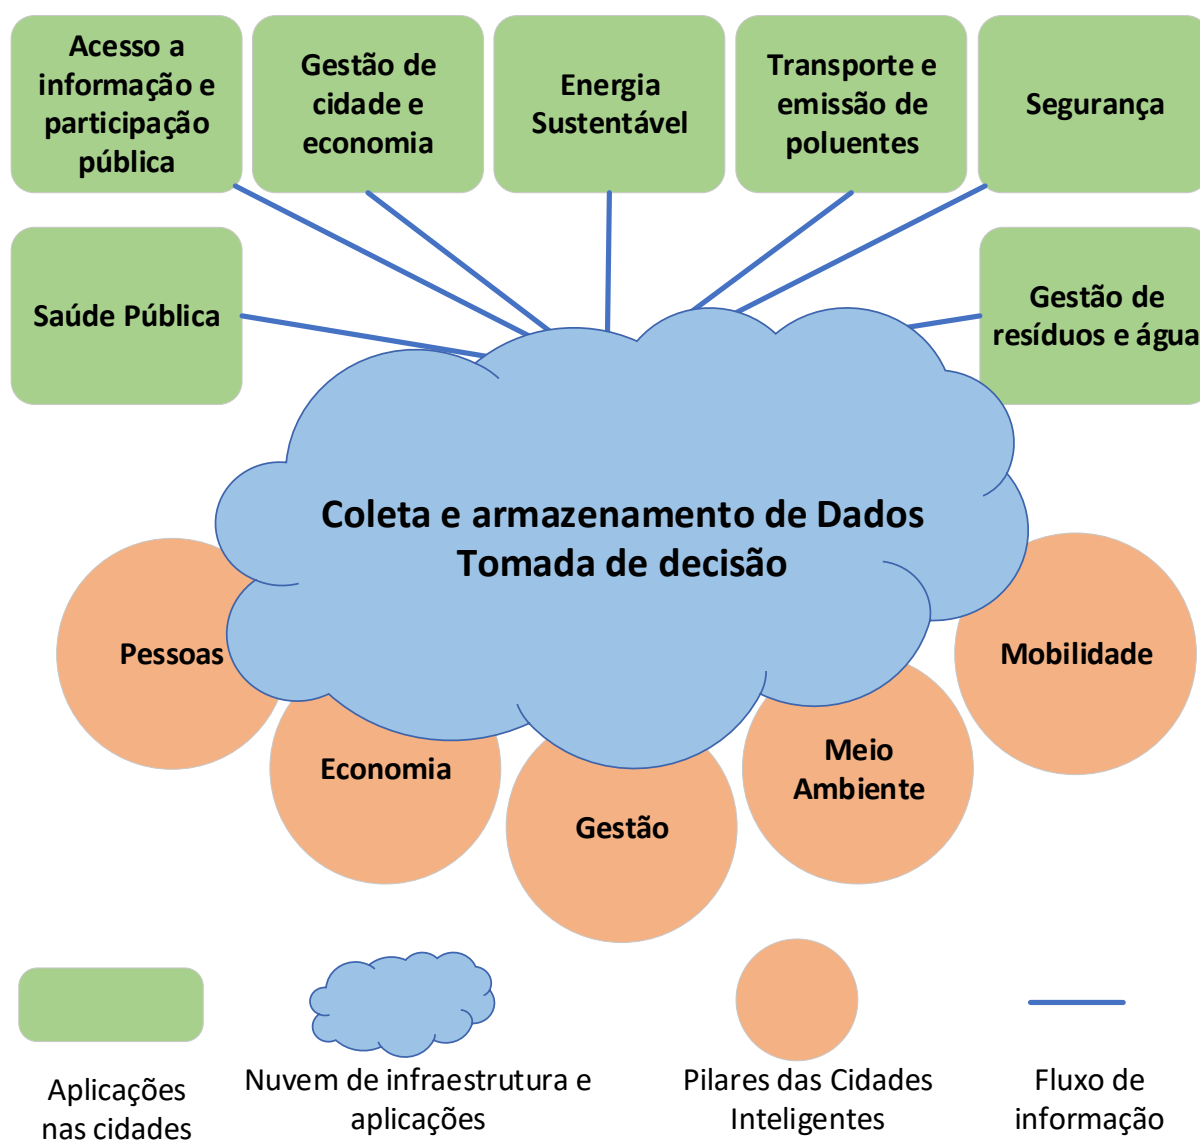 Acesso a
informação e
participação
pública
Gestão de
cidade e
economia
Energia
Sustentável
Transporte e
emissão de
poluentes
Segurança
Saúde Pública
Gestão de
resíduos e água
Coleta e armazenamento de Dados
Tomada de decisão
Pessoas
Economia
Gestão
Meio
Ambiente
Mobilidade
Aplicações
nas cidades
Nuvem de infraestrutura e
aplicações
Pilares das Cidades
Inteligentes
Fluxo de
informação